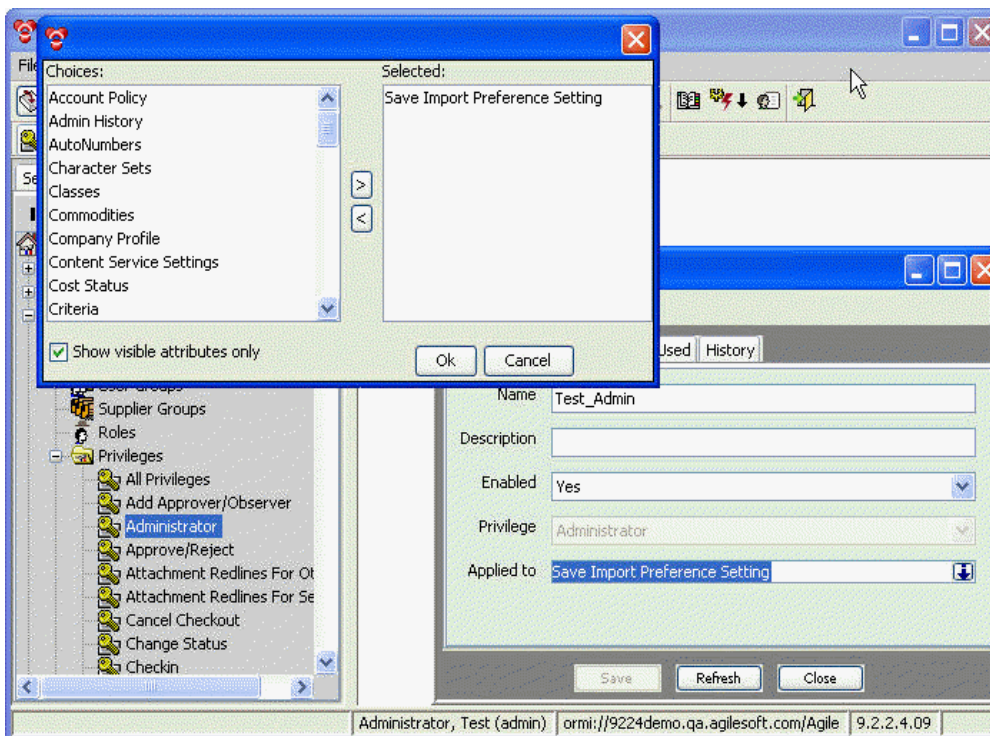 File
Choices:
Selected:
Account Policy
Admin History
AutoNumbers
Character Sets
Classes
Commodities
Company Profile
Content Service Settings
Cost Status
Criteria
Save Import Preference Setting
>
<
Show visible attributes only
Ok
Cancel
Se
User Groups
Supplier Groups
Roles
Privileges
All Privileges
Add Approver/Observer
Administrator
Approve/Reject
Attachment Redlines For Ot
Attachment Redlines For Se
Cancel Checkout
Change Status
Checkin
Used
History
Name
Test_Admin
Description
Enabled
Yes
Privilege
Administrator
Applied to
Save Import Preference Setting
Save
Refresh
Close
Administrator, Test (admin)
ormi://9224demo.qa.agilesoft.com/Agile
9.2.2.4.09